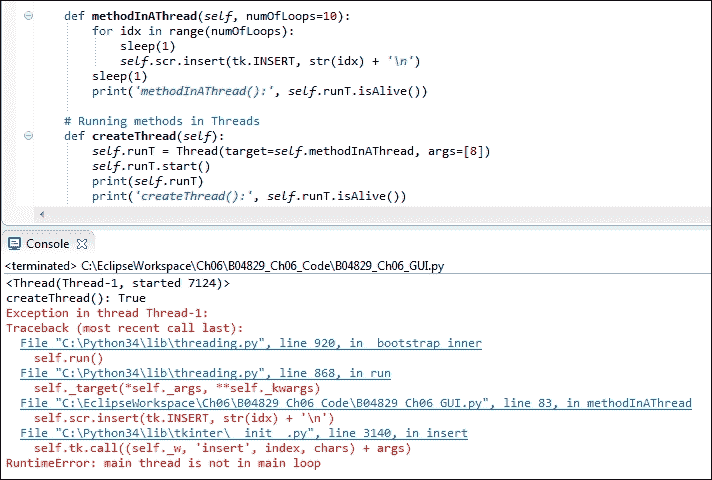 def methodInAThread(self, numOfLoops=10):
for idx in range(numOfLoops):
sleep(1)
self.scr.insert(tk.INSERT, str(idx) + '\n')
sleep(1)
print('methodInAThread():', self.runT.isAlive())
# Running methods in Threads
def createThread(self):
self.runT = Thread(target=self.methodInAThread, args=[8])
self.runT.start()
print(self.runT)
print('createThread():', self.runT.isAlive())
Console
<terminated> C:\EclipseWorkspace\Ch06\B04829_Ch06_Code\B04829_Ch06_GUI.py
<Thread(Thread-1, started 7124)>
createThread(): True
Exception in thread Thread-1:
Traceback (most recent call last):
File "C:\Python34\lib\threading.py", line 920, in _bootstrap_inner
self.run()
File "C:\Python34\lib\threading.py", line 868, in run
self._target(*self._args, **self._kwargs)
File "C:\EclipseWorkspace\Ch06\B04829_Ch06_Code\B04829_Ch06_GUI.py", line 83, in methodInAThread
self.scr.insert(tk.INSERT, str(idx) + '\n')
File "C:\Python34\lib\tkinter\__init__.py", line 3140, in insert
self.tk.call((self._w, 'insert', index, chars) + args)
RuntimeError: main thread is not in main loop